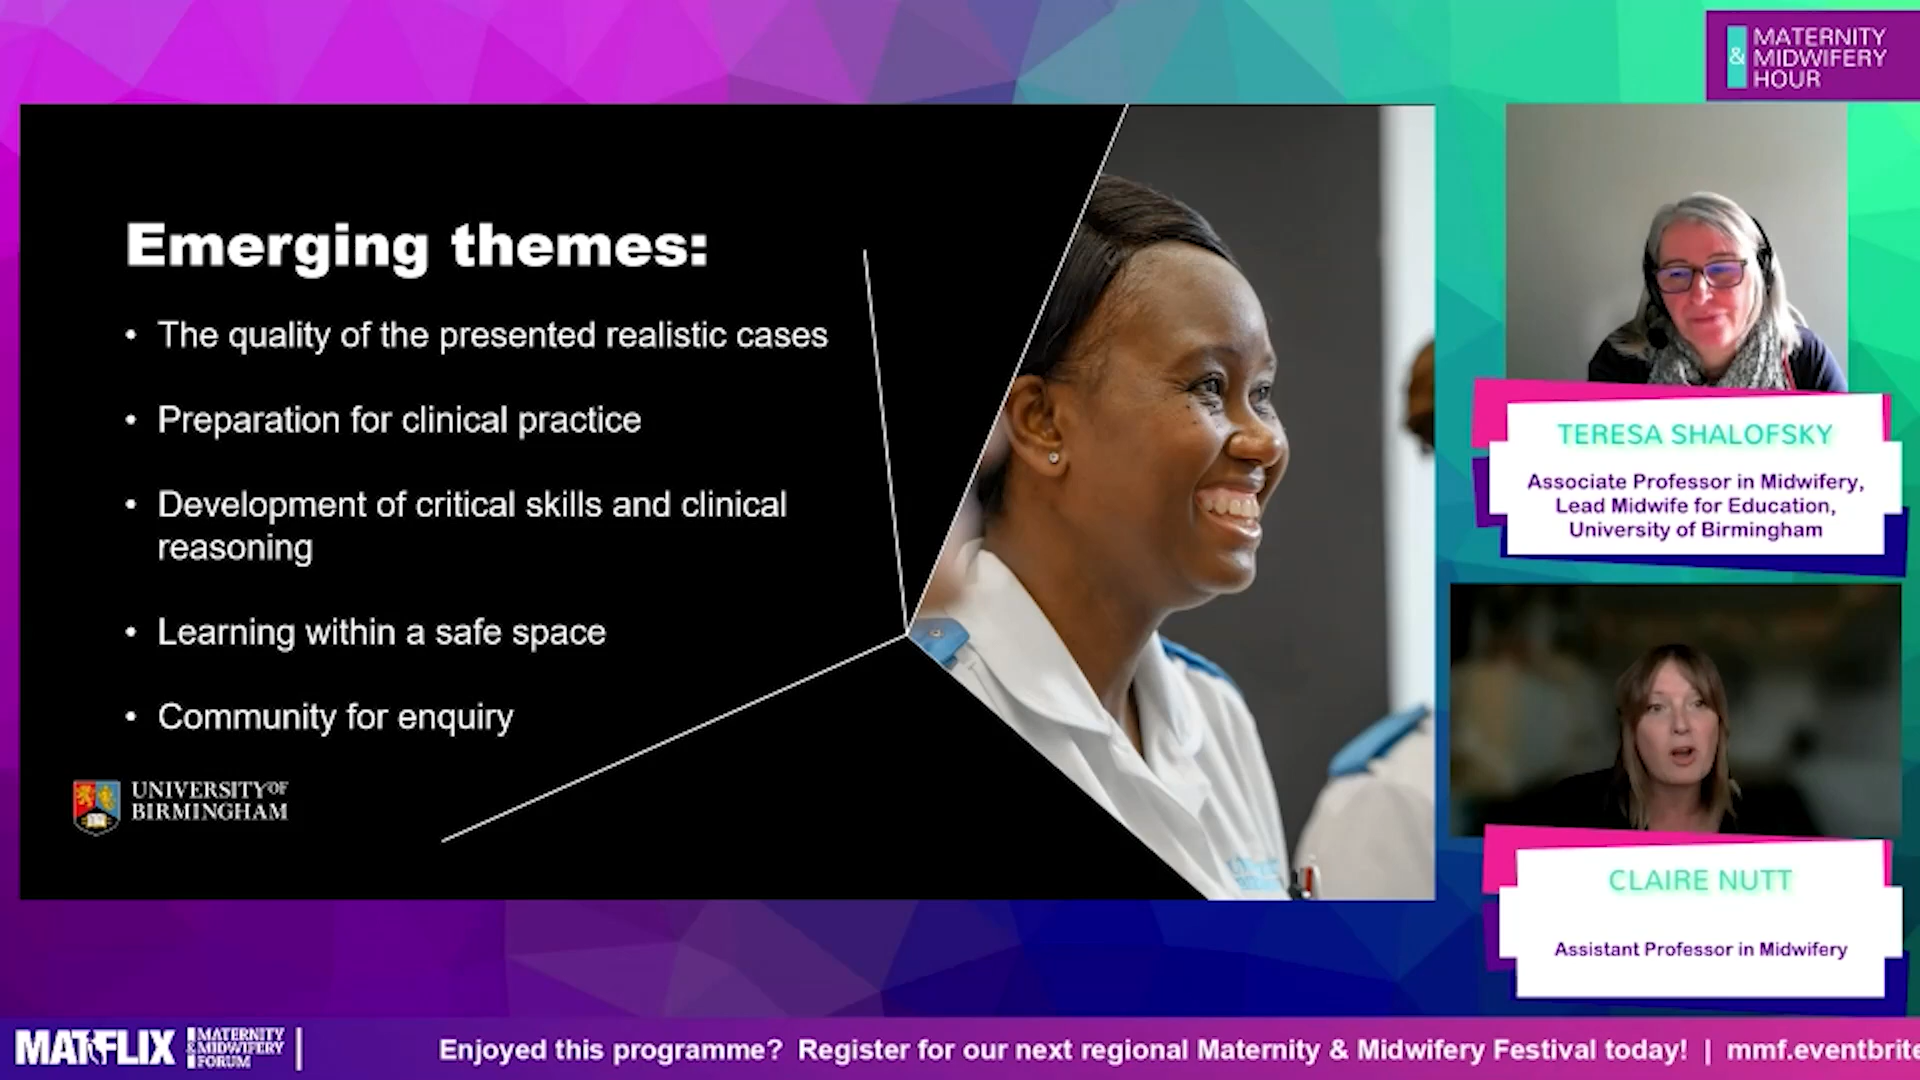 &
MATERNITY
MIDWIFERY
HOUR
Emerging themes:
• The quality of the presented realistic cases
• Preparation for clinical practice
• Development of critical skills and clinical
reasoning
• Learning within a safe space
• Community for enquiry
UNIVERSITY OF
BIRMINGHAM
TERESA SHALOFSKY
Associate Professor in Midwifery,
Lead Midwife for Education,
University of Birmingham
CLAIRE NUTT
Assistant Professor in Midwifery
MATFLIX
MATERNITY
&MIDWIFERY
FORUM
Enjoyed this programme? Register for our next regional Maternity & Midwifery Festival today! | mmf.eventbrite